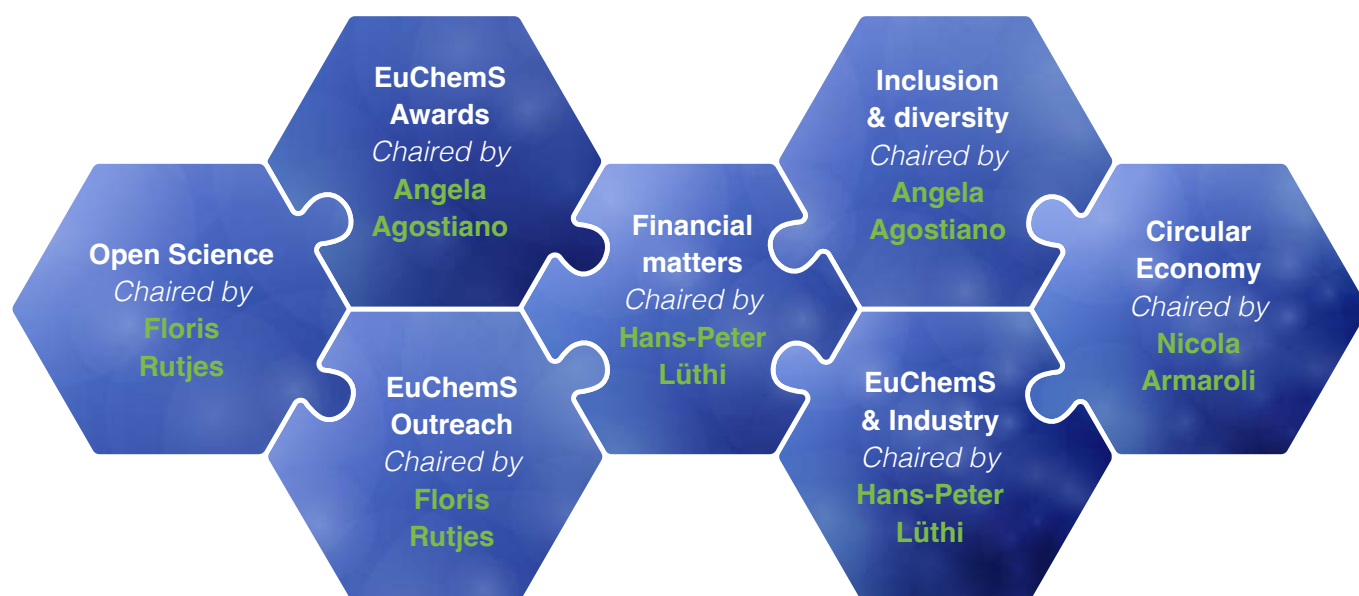 Open Science
Chaired by
Floris
Rutjes
EuChemS
Awards
Chaired by
Angela
Agostiano
EuChemS
Outreach
Chaired by
Floris
Rutjes
Financial
matters
Chaired by
Hans-Peter
Lüthi
Inclusion
& diversity
Chaired by
Angela
Agostiano
EuChemS
& Industry
Chaired by
Hans-Peter
Lüthi
Circular
Economy
Chaired by
Nicola
Armaroli